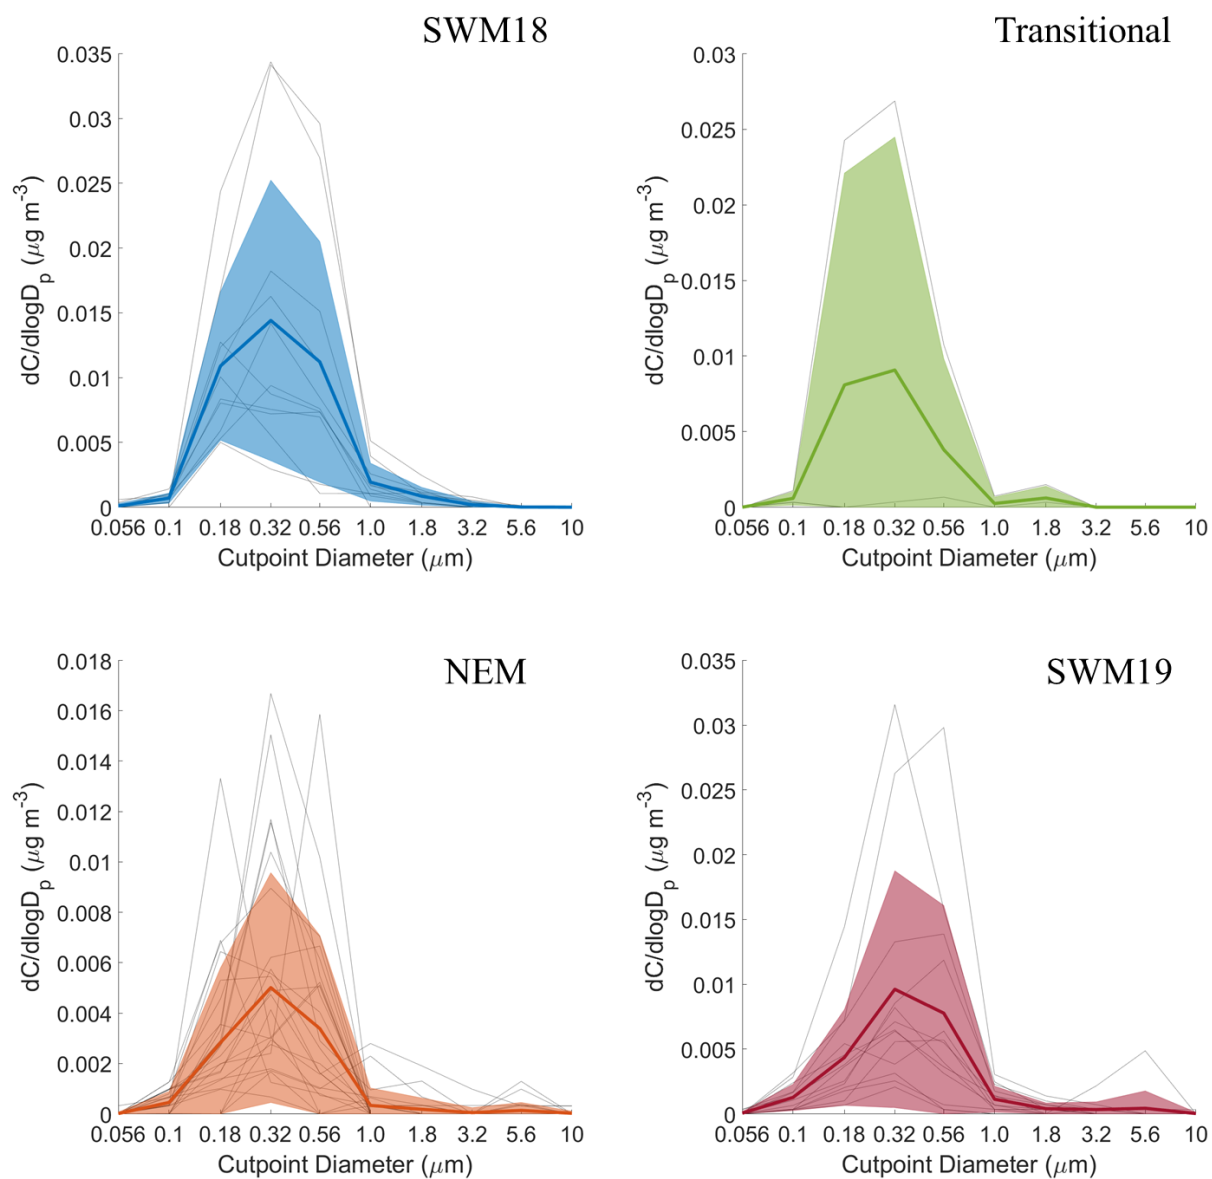 SWM18
0.035
0.03
0.025
0.02
0.015
0.01
0.005
0
dC/dlogDp (μg m-3)
0.056 0.1 0.18 0.32 0.56 1.0 1.8 3.2 5.6 10
Cutpoint Diameter (μm)
Transitional
0.03
0.025
0.02
0.015
0.01
0.005
0
dC/dlogDp (μg m-3)
0.056 0.1 0.18 0.32 0.56 1.0 1.8 3.2 5.6 10
Cutpoint Diameter (μm)
NEM
0.018
0.016
0.014
0.012
0.01
0.008
0.006
0.004
0.002
0
dC/dlogDp (μg m-3)
0.056 0.1 0.18 0.32 0.56 1.0 1.8 3.2 5.6 10
Cutpoint Diameter (μm)
SWM19
0.035
0.03
0.025
0.02
0.015
0.01
0.005
0
dC/dlogDp (μg m-3)
0.056 0.1 0.18 0.32 0.56 1.0 1.8 3.2 5.6 10
Cutpoint Diameter (μm)